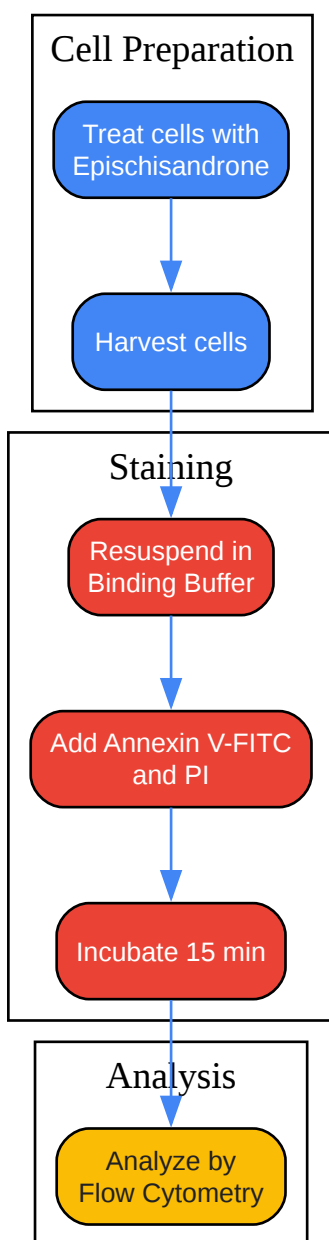 Cell Preparation
Treat cells with
Epischisandrone
Harvest cells
Staining
Resuspend in
Binding Buffer
Add Annexin V-FITC
and PI
Incubate 15 min
Analysis
Analyze by
Flow Cytometry